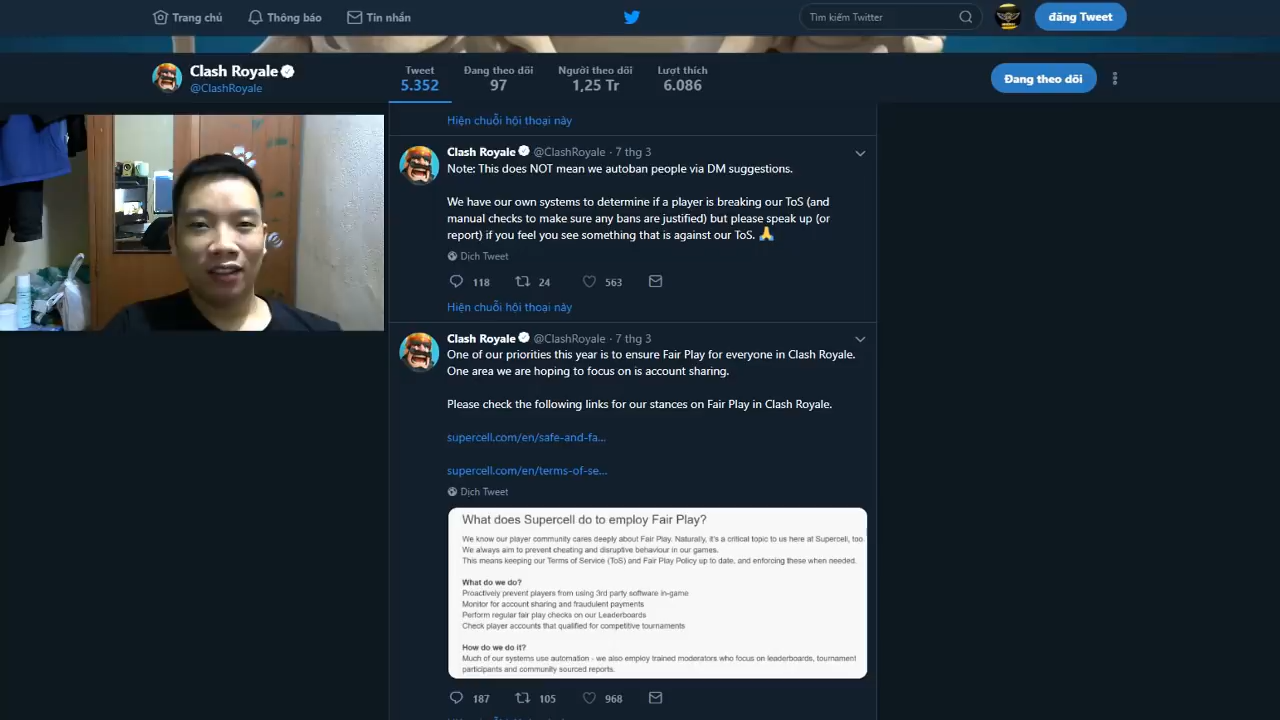 Trang chủ
Thông báo
Tin nhắn
Tìm kiếm Twitter
đăng Tweet
Clash Royale
@ClashRoyale
Tweet
5.352
Đang theo dõi
97
Người theo dõi
1,25 Tr
Lượt thích
6.086
Đang theo dõi
Hiện chuỗi hội thoại này
Clash Royale @ClashRoyale · 7 thg 3
Note: This does NOT mean we autoban people via DM suggestions.
We have our own systems to determine if a player is breaking our ToS (and
manual checks to make sure any bans are justified) but please speak up (or
report) if you feel you see something that is against our ToS. 🙏
Dịch Tweet
118
24
563
Hiện chuỗi hội thoại này
Clash Royale @ClashRoyale · 7 thg 3
One of our priorities this year is to ensure Fair Play for everyone in Clash Royale.
One area we are hoping to focus on is account sharing.
Please check the following links for our stances on Fair Play in Clash Royale.
supercell.com/en/safe-and-fa...
supercell.com/en/terms-of-se...
Dịch Tweet
What does Supercell do to employ Fair Play?
We know our player community cares deeply about Fair Play. Naturally, it's a critical topic to us here at Supercell, too.
We always aim to prevent cheating and disruptive behaviour in our games.
This means keeping our Terms of Service (ToS) and Fair Play Policy up to date, and enforcing these when needed.
What do we do?
Proactively prevent players from using 3rd party software in-game
Monitor for account sharing and fraudulent payments
Perform regular fair play checks on our Leaderboards
Check player accounts that qualified for competitive tournaments
How do we do it?
Much of our systems use automation - we also employ trained moderators who focus on leaderboards, tournament
participants and community sourced reports.
187
105
968